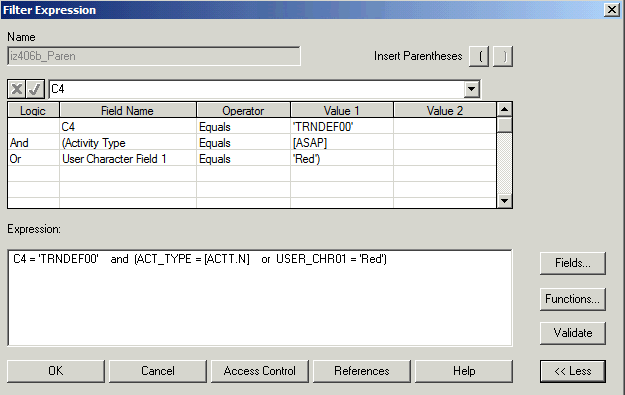 Filter Expression
Name
iz406b_Paren
Insert Parentheses ( )
C4
Logic Field Name Operator Value 1 Value 2
C4 Equals 'TRNDEF00'
And (Activity Type Equals [ASAP]
Or User Character Field 1 Equals 'Red')
Expression:
C4 = 'TRNDEF00' and (ACT_TYPE = [ACTT.N] or USER_CHR01 = 'Red')
Fields...
Functions...
Validate
OK Cancel Access Control References Help << Less